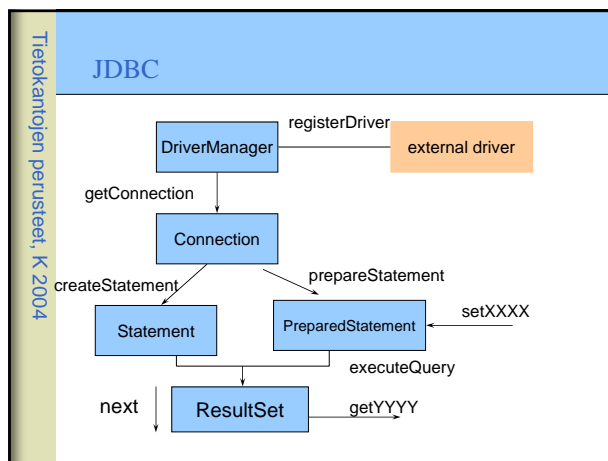 Tietokantojen perusteet, K 2004
JDBC
registerDriver
DriverManager
external driver
getConnection
Connection
createStatement
prepareStatement
Statement
PreparedStatement
setXXXX
executeQuery
next
ResultSet
getYYYY